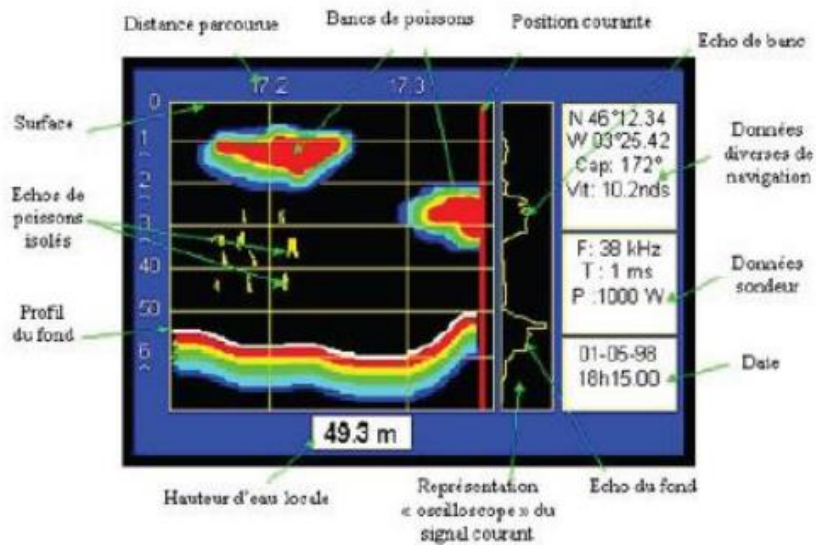 Distance parcourue
Bancs de poissons
Position courante
Echo de banc
17.2
17.3
Surface
0
1
2
3
40
50
6
Echos de
poissons
isolés
Profil
du fond
N 46°12.34
W 03°25.42
Cap: 172°
Vit: 10.2nds
Données
diverses de
navigation
F: 38 kHz
T : 1 ms
P :1000 W
Données
sondeur
01-06-98
18h15.00
Date
49.3 m
Hauteur d'eau locale
Représentation
« oscilloscope » du
signal courant
Echo du fond